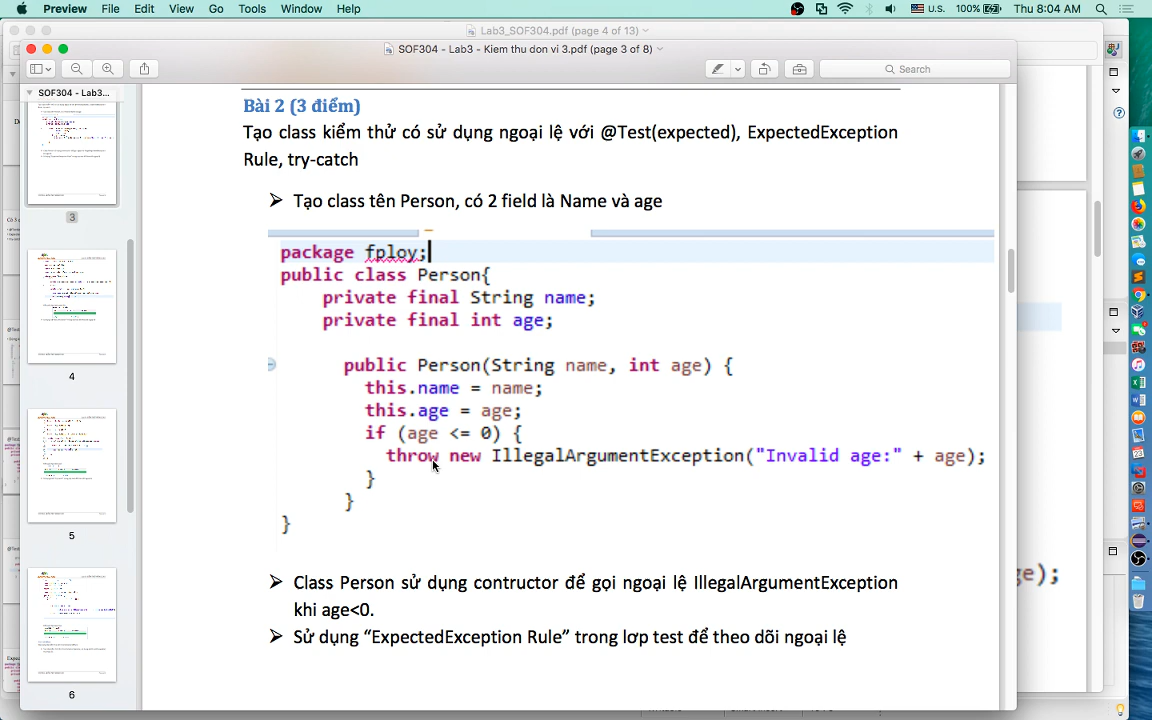 Preview File Edit View Go Tools Window Help U.S. 100% Thu 8:04 AM
Lab3_SOF304.pdf (page 4 of 13)
SOF304 - Lab3 - Kiem thu don vi 3.pdf (page 3 of 8)
Search
SOF304 - Lab3...
3
4
5
6
Bài 2 (3 điểm)
Tạo class kiểm thử có sử dụng ngoại lệ với @Test(expected), ExpectedException
Rule, try-catch
➢ Tạo class tên Person, có 2 field là Name và age
package fploy;
public class Person{
private final String name;
private final int age;
public Person(String name, int age) {
this.name = name;
this.age = age;
if (age <= 0) {
throw new IllegalArgumentException("Invalid age:" + age);
}
}
}
➢ Class Person sử dụng contructor để gọi ngoại lệ IllegalArgumentException
khi age<0.
➢ Sử dụng “ExpectedException Rule” trong lơp test để theo dõi ngoại lệ
ge);